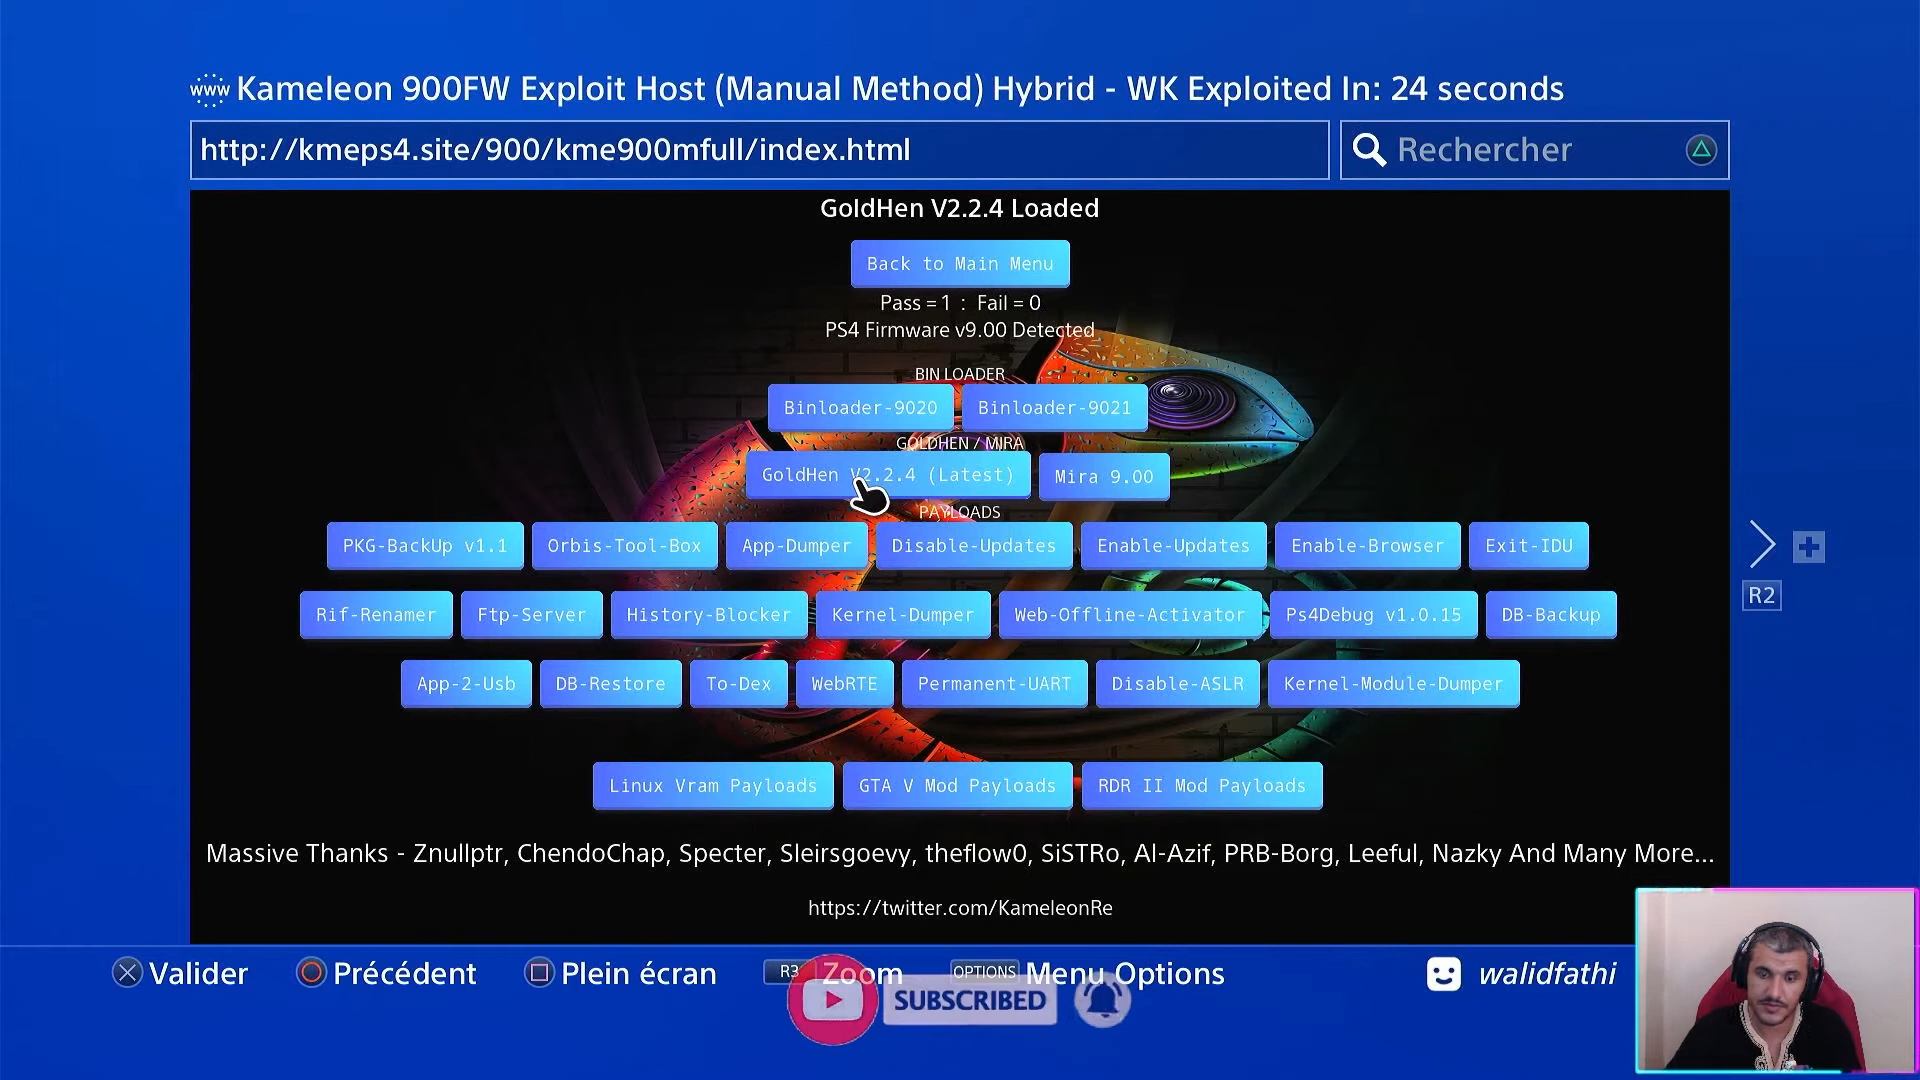 www Kameleon 900FW Exploit Host (Manual Method) Hybrid - WK Exploited In: 24 seconds
http://kmeps4.site/900/kme900mfull/index.html Rechercher
GoldHen V2.2.4 Loaded
Back to Main Menu
Pass = 1 : Fail = 0
PS4 Firmware v9.00 Detected
BIN LOADER
Binloader-9020 Binloader-9021
GOLDHEN / MIRA
GoldHen V2.2.4 (Latest) Mira 9.00
PAYLOADS
PKG-BackUp v1.1 Orbis-Tool-Box App-Dumper Disable-Updates Enable-Updates Enable-Browser Exit-IDU
R2
Rif-Renamer Ftp-Server History-Blocker Kernel-Dumper Web-Offline-Activator Ps4Debug v1.0.15 DB-Backup
App-2-Usb DB-Restore To-Dex WebRTE Permanent-UART Disable-ASLR Kernel-Module-Dumper
Linux Vram Payloads GTA V Mod Payloads RDR II Mod Payloads
Massive Thanks - Znullptr, ChendoChap, Specter, Sleirsgoevy, theflow0, SiSTRo, Al-Azif, PRB-Borg, Leeful, Nazky And Many More...
https://twitter.com/KameleonRe
Valider Précédent Plein écran R3 Zoom OPTIONS Menu Options walidfathi
SUBSCRIBED